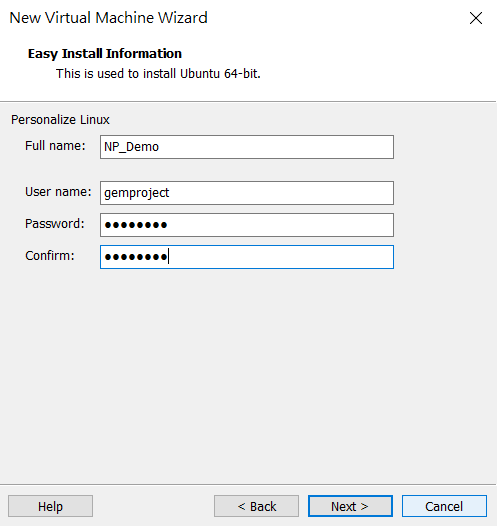 New Virtual Machine Wizard
Easy Install Information
This is used to install Ubuntu 64-bit.
Personalize Linux
Full name: NP_Demo
User name: gemproject
Password: ●●●●●●●●
Confirm: ●●●●●●●●
Help < Back Next > Cancel